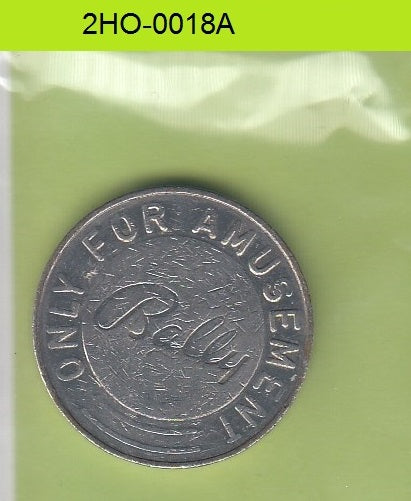 2HO-0018A
ONLY FOR AMUSEMENT
Bally